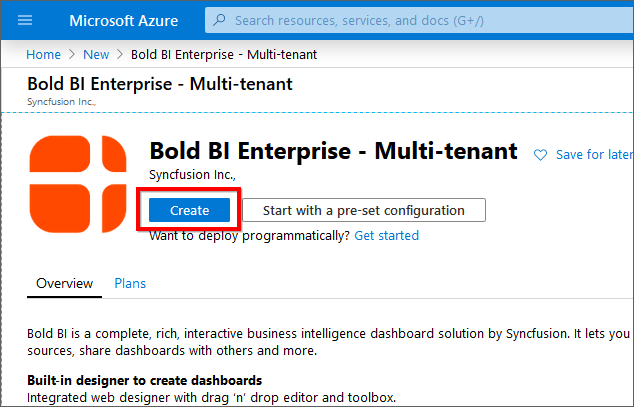 Microsoft Azure
Search resources, services, and docs (G+/)
Home > New > Bold BI Enterprise - Multi-tenant
Bold BI Enterprise - Multi-tenant
Syncfusion Inc.,
Bold BI Enterprise - Multi-tenant
Save for later
Syncfusion Inc.,
Create
Start with a pre-set configuration
Want to deploy programmatically? Get started
Overview
Plans
Bold BI is a complete, rich, interactive business intelligence dashboard solution by Syncfusion. It lets you
sources, share dashboards with others and more.
Built-in designer to create dashboards
Integrated web designer with drag ‘n’ drop editor and toolbox.